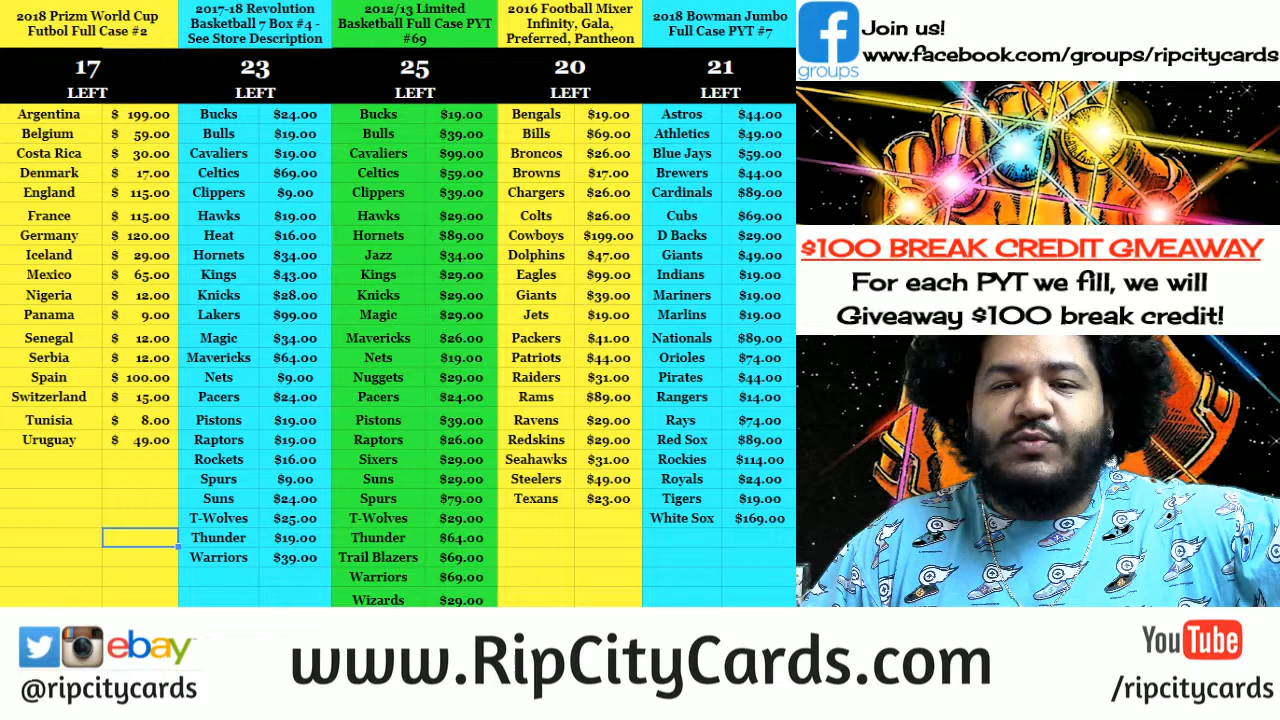 2018 Prizm World Cup
Futbol Full Case #2
17
LEFT
Argentina $ 199.00
Belgium $ 59.00
Costa Rica $ 30.00
Denmark $ 17.00
England $ 115.00
France $ 115.00
Germany $ 120.00
Iceland $ 29.00
Mexico $ 65.00
Nigeria $ 12.00
Panama $ 9.00
Senegal $ 12.00
Serbia $ 12.00
Spain $ 100.00
Switzerland $ 15.00
Tunisia $ 8.00
Uruguay $ 49.00
2017-18 Revolution
Basketball 7 Box #4 -
See Store Description
23
LEFT
Bucks $24.00
Bulls $19.00
Cavaliers $19.00
Celtics $69.00
Clippers $9.00
Hawks $19.00
Heat $16.00
Hornets $34.00
Kings $43.00
Knicks $28.00
Lakers $99.00
Magic $34.00
Mavericks $64.00
Nets $9.00
Pacers $24.00
Pistons $19.00
Raptors $19.00
Rockets $16.00
Spurs $9.00
Suns $24.00
T-Wolves $25.00
Thunder $19.00
Warriors $39.00
2012/13 Limited
Basketball Full Case PYT
#69
25
LEFT
Bucks $19.00
Bulls $39.00
Cavaliers $99.00
Celtics $59.00
Clippers $39.00
Hawks $29.00
Hornets $89.00
Jazz $34.00
Kings $29.00
Knicks $29.00
Magic $29.00
Mavericks $26.00
Nets $19.00
Nuggets $29.00
Pacers $24.00
Pistons $39.00
Raptors $26.00
Sixers $29.00
Suns $29.00
Spurs $79.00
T-Wolves $29.00
Thunder $64.00
Trail Blazers $69.00
Warriors $69.00
Wizards $29.00
2016 Football Mixer
Infinity, Gala,
Preferred, Pantheon
20
LEFT
Bengals $19.00
Bills $69.00
Broncos $26.00
Browns $17.00
Chargers $26.00
Colts $26.00
Cowboys $199.00
Dolphins $47.00
Eagles $99.00
Giants $39.00
Jets $19.00
Packers $41.00
Patriots $44.00
Raiders $31.00
Rams $89.00
Ravens $29.00
Redskins $29.00
Seahawks $31.00
Steelers $49.00
Texans $23.00
2018 Bowman Jumbo
Full Case PYT #7
21
LEFT
Astros $44.00
Athletics $49.00
Blue Jays $59.00
Brewers $44.00
Cardinals $89.00
Cubs $69.00
D Backs $29.00
Giants $49.00
Indians $19.00
Mariners $19.00
Marlins $19.00
Nationals $89.00
Orioles $74.00
Pirates $44.00
Rangers $14.00
Rays $74.00
Red Sox $89.00
Rockies $114.00
Royals $24.00
Tigers $19.00
White Sox $169.00
groups
Join us!
www.facebook.com/groups/ripcitycards
$100 BREAK CREDIT GIVEAWAY
For each PYT we fill, we will
Giveaway $100 break credit!
ebay
@ripcitycards
www.RipCityCards.com
YouTube
/ripcitycards